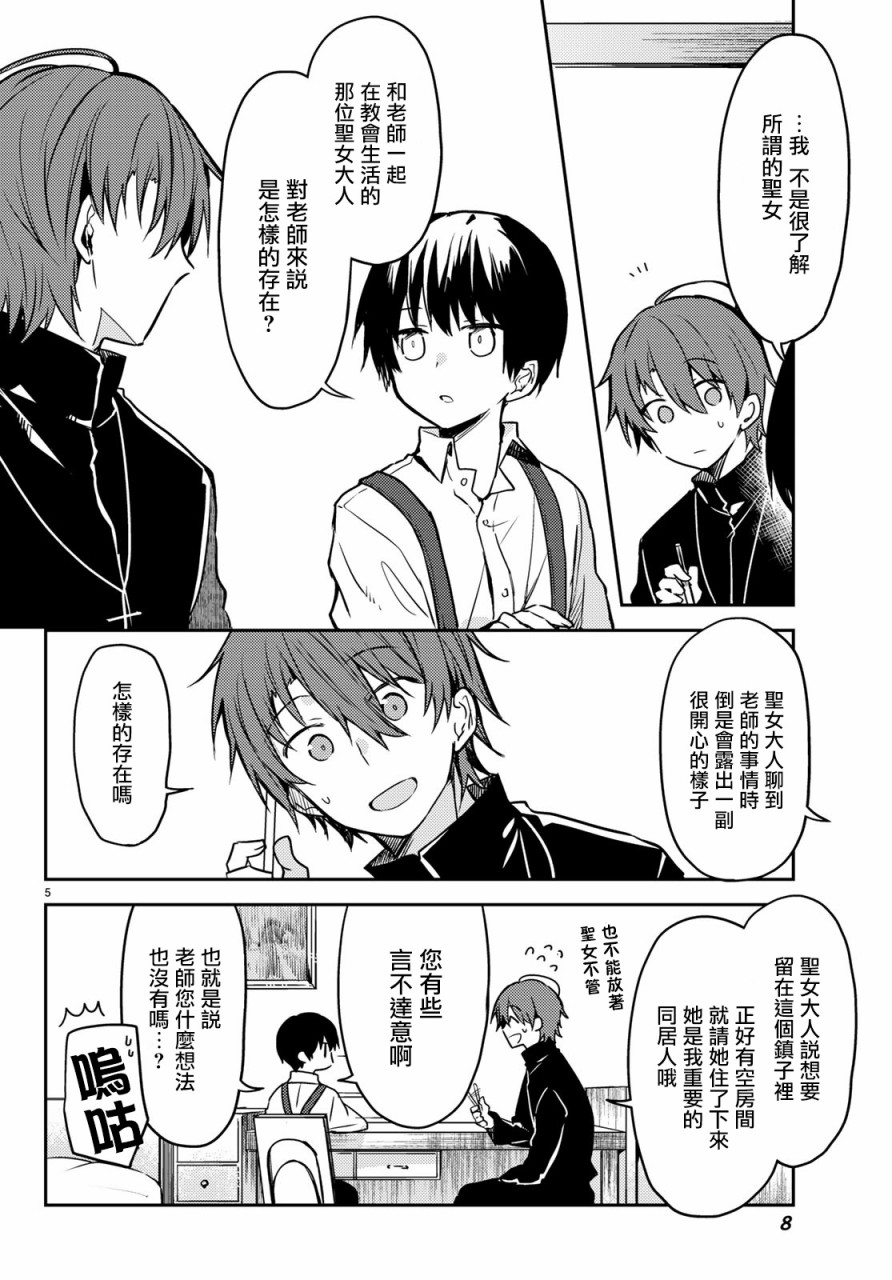 …我 不是很了解
所謂的聖女
和老師一起
在教會生活的
那位聖女大人
對老師來説
是怎樣的存在?
聖女大人聊到
老師的事情時
倒是會露出一副
很開心的樣子
怎樣的存在嗎
聖女大人説想要
留在這個鎮子裡
正好有空房間
就請她住了下來
她是我重要的
同居人哦
也不能放著
聖女不管
您有些
言不達意啊
也就是説
老師您什麼想法
也沒有嗎…?
嗚咕
5
8